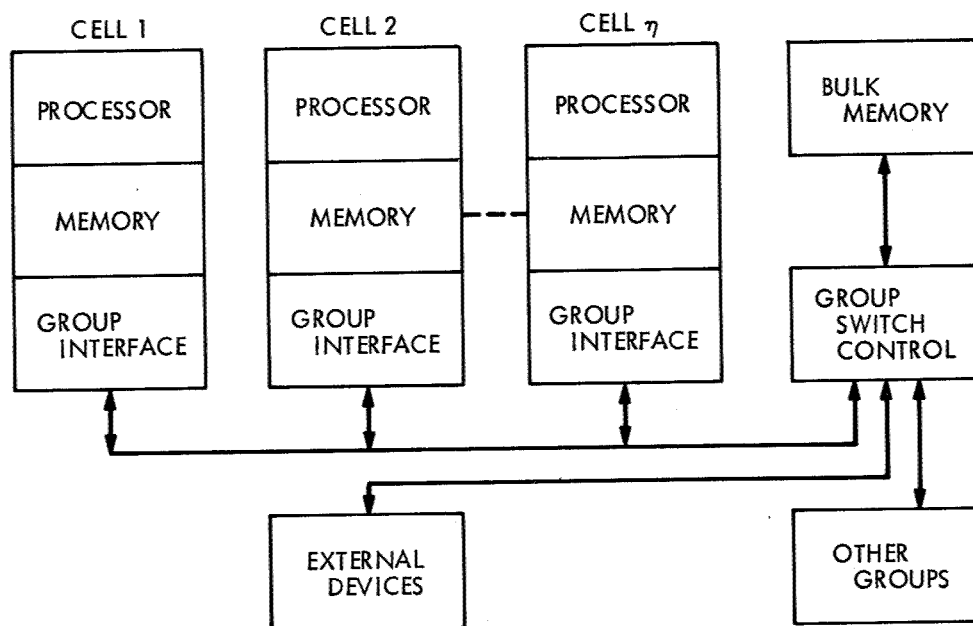 CELL 1
PROCESSOR
MEMORY
GROUP
INTERFACE
CELL 2
PROCESSOR
MEMORY
GROUP
INTERFACE
CELL η
PROCESSOR
MEMORY
GROUP
INTERFACE
BULK
MEMORY
GROUP
SWITCH
CONTROL
EXTERNAL
DEVICES
OTHER
GROUPS